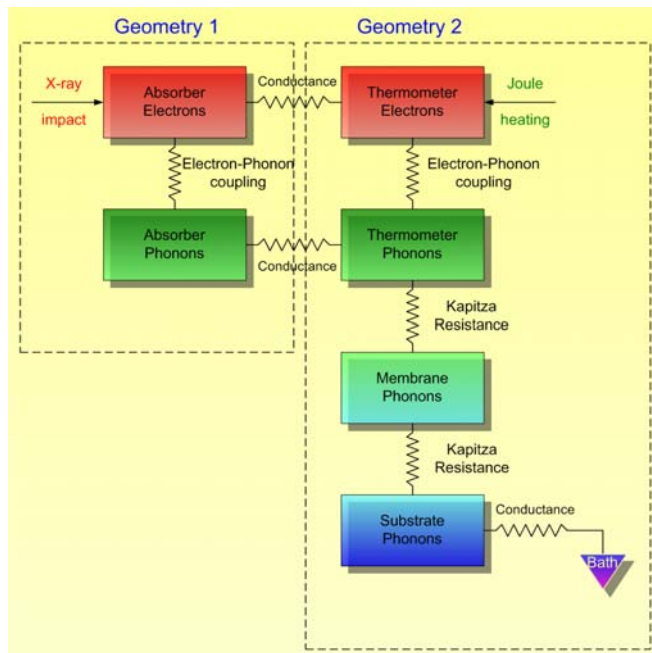 Geometry 1
Geometry 2
X-ray
impact
Absorber
Electrons
Conductance
Thermometer
Electrons
Joule
heating
Electron-Phonon
coupling
Electron-Phonon
coupling
Absorber
Phonons
Conductance
Thermometer
Phonons
Kapitza
Resistance
Membrane
Phonons
Kapitza
Resistance
Substrate
Phonons
Conductance
Bath